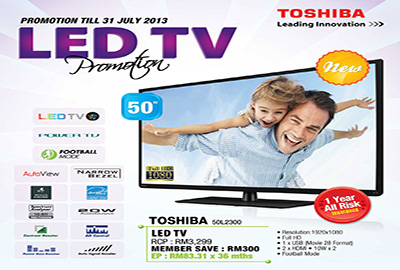 PROMOTION TILL 31 JULY 2013
TOSHIBA
Leading Innovation >>>
LED TV
Promotion
New
50"
LEDTV
POWER TV
FOOTBALL MODE
AutoView
NARROW BEZEL
20W
Full HD
1080
1 Year
All Risk
Insurance
TOSHIBA 50L2300
LED TV
RCP : RM3,299
MEMBER SAVE : RM300
EP : RM83.31 x 36 mths
- Resolution 1920x1080
- Full HD
- 1 x USB (Movie 28 Format)
- 2 x HDMI • 10W x 2
- Football Mode